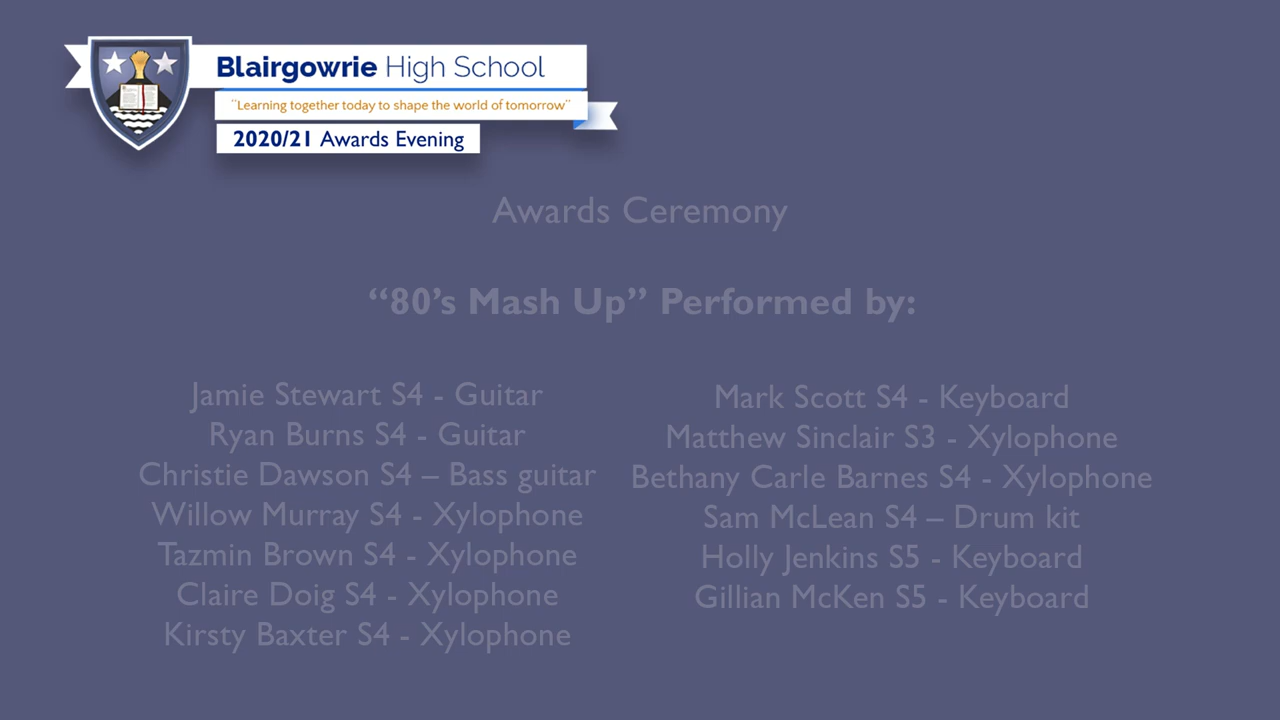 Blairgowrie High School
"Learning together today to shape the world of tomorrow"
2020/21 Awards Evening
Awards Ceremony
“80’s Mash Up” Performed by:
Jamie Stewart S4 - Guitar
Ryan Burns S4 - Guitar
Christie Dawson S4 – Bass guitar
Willow Murray S4 - Xylophone
Tazmin Brown S4 - Xylophone
Claire Doig S4 - Xylophone
Kirsty Baxter S4 - Xylophone
Mark Scott S4 - Keyboard
Matthew Sinclair S3 - Xylophone
Bethany Carle Barnes S4 - Xylophone
Sam McLean S4 – Drum kit
Holly Jenkins S5 - Keyboard
Gillian McKen S5 - Keyboard